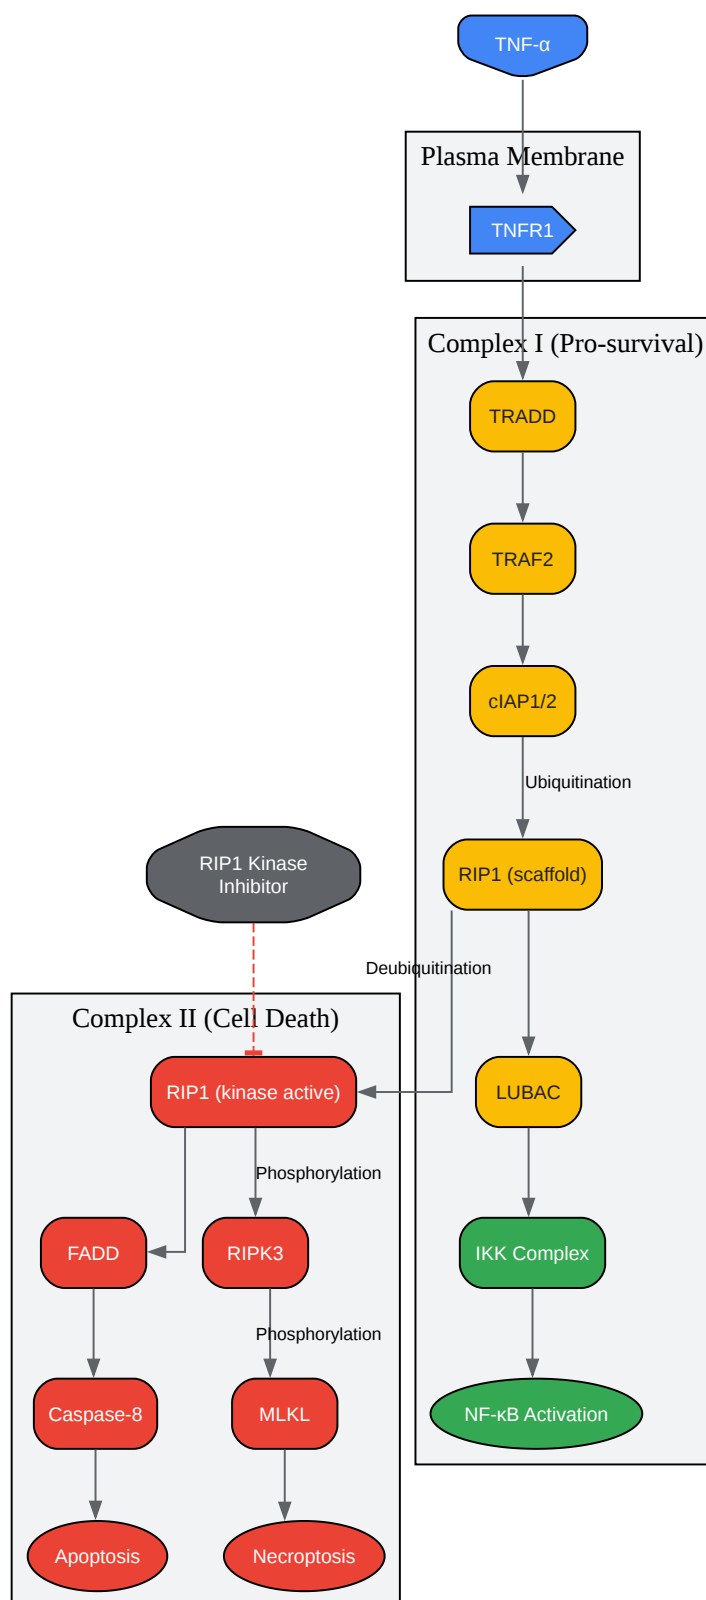 TNF-α
Plasma Membrane
TNFR1
Complex I (Pro-survival)
TRADD
TRAF2
cIAP1/2
Ubiquitination
RIP1 Kinase
Inhibitor
RIP1 (scaffold)
Deubiquitination
Complex II (Cell Death)
RIP1 (kinase active)
LUBAC
Phosphorylation
FADD
RIPK3
IKK Complex
Phosphorylation
Caspase-8
MLKL
NF-κB Activation
Apoptosis
Necroptosis